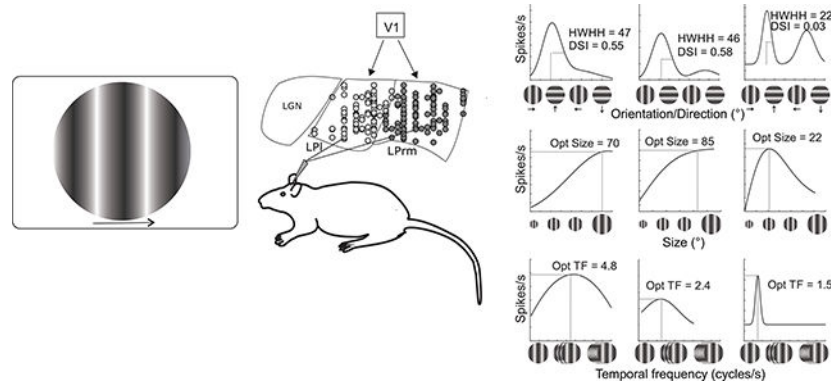 V1
LGN
LPl
LPrm
Spikes/s
HWHH = 47
DSI = 0.55
HWHH = 46
DSI = 0.58
HWHH = 22
DSI = 0.03
Orientation/Direction (°)
Spikes/s
Opt Size = 70
Opt Size = 85
Opt Size = 22
Size (°)
Spikes/s
Opt TF = 4.8
Opt TF = 2.4
Opt TF = 1.5
Temporal frequency (cycles/s)